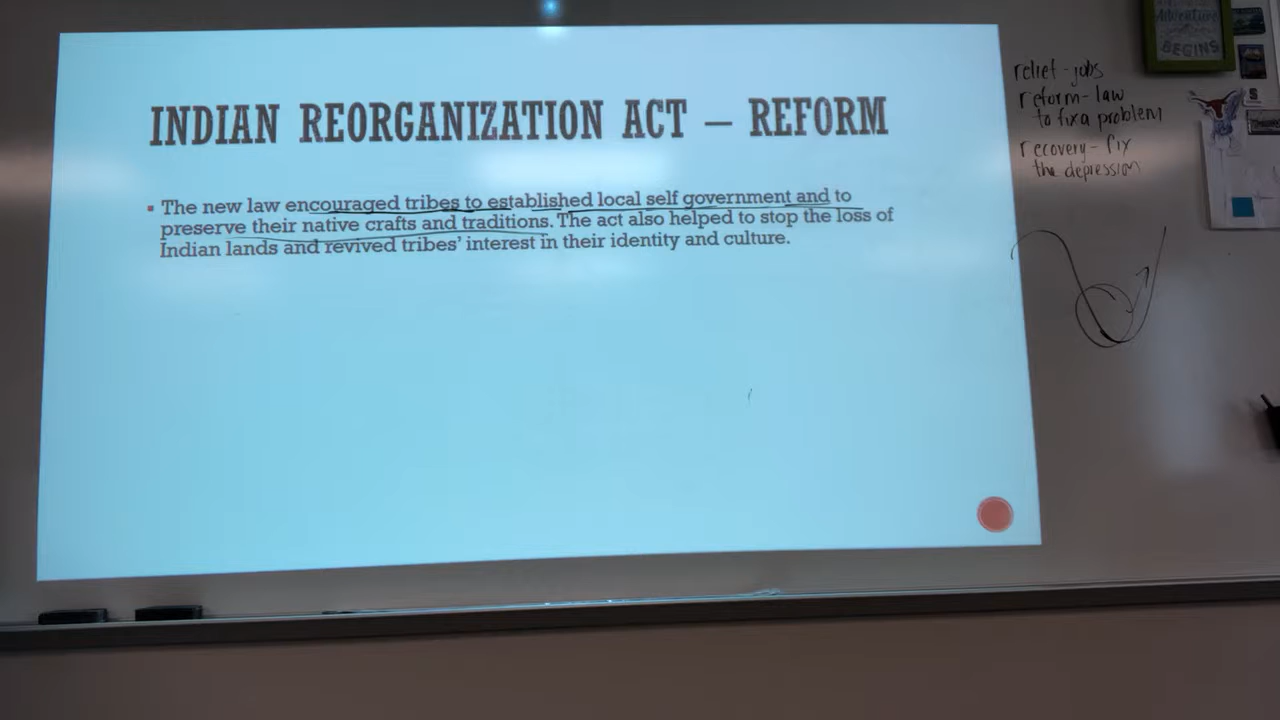 INDIAN REORGANIZATION ACT – REFORM
▪ The new law encouraged tribes to established local self government and to
preserve their native crafts and traditions. The act also helped to stop the loss of
Indian lands and revived tribes' interest in their identity and culture.
relief - jobs
reform - law
to fix a problem
recovery - fix
the depression
Adventure
BEGINS